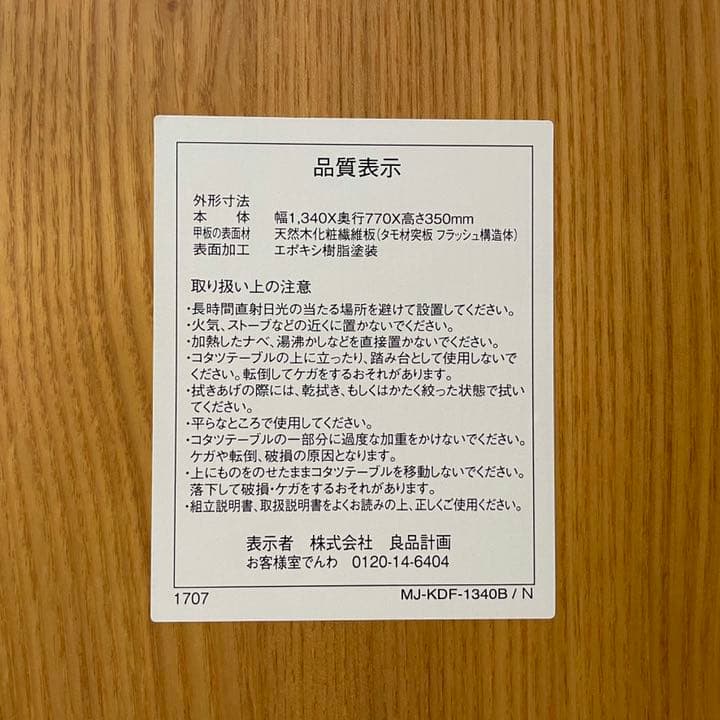 品質表示
外形寸法
本 体 幅1,340X奥行770X高さ350mm
甲板の表面材 天然木化粧繊維板(タモ材突板 フラッシュ構造体)
表面加工 エポキシ樹脂塗装
取り扱い上の注意
・長時間直射日光の当たる場所を避けて設置してください。
・火気、ストーブなどの近くに置かないでください。
・加熱したナベ、湯沸かしなどを直接置かないでください。
・コタツテーブルの上に立ったり、踏み台として使用しないで
ください。転倒してケガをするおそれがあります。
・拭きあげの際には、乾拭き、もしくはかたく絞った状態で拭い
てください。
・平らなところで使用してください。
・コタツテーブルの一部分に過度な加重をかけないでください。
ケガや転倒、破損の原因となります。
・上にものをのせたままコタツテーブルを移動しないでください。
落下して破損・ケガをするおそれがあります。
・組立説明書、取扱説明書をよくお読みの上、正しくご使用ください。
表示者 株式会社 良品計画
お客様室でんわ 0120-14-6404
1707 MJ-KDF-1340B / N